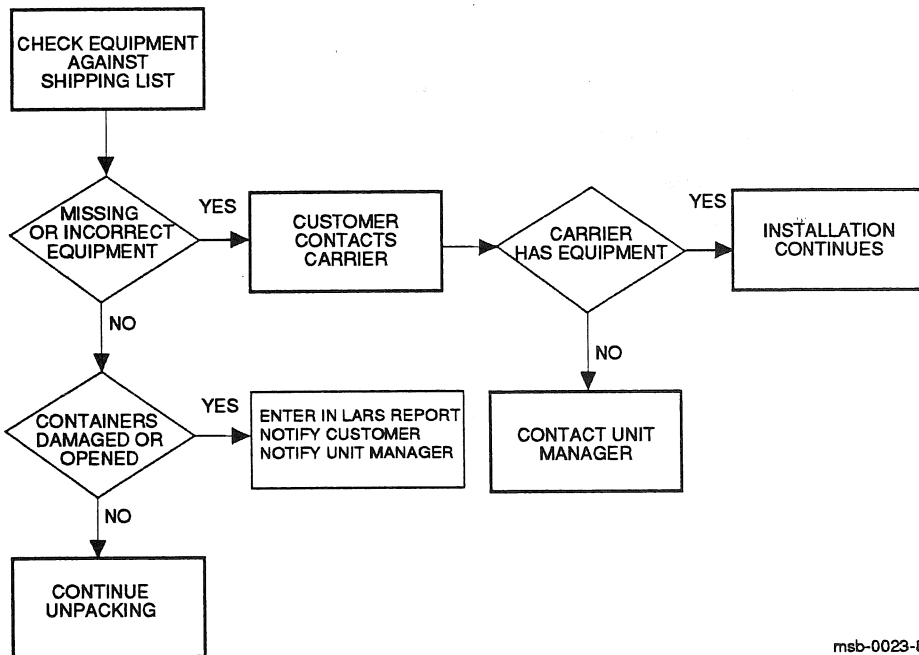 CHECK EQUIPMENT
AGAINST
SHIPPING LIST
MISSING
OR INCORRECT
EQUIPMENT
YES
CUSTOMER
CONTACTS
CARRIER
CARRIER
HAS EQUIPMENT
YES
INSTALLATION
CONTINUES
NO
NO
CONTAINERS
DAMAGED OR
OPENED
YES
ENTER IN LARS REPORT
NOTIFY CUSTOMER
NOTIFY UNIT MANAGER
CONTACT UNIT
MANAGER
NO
CONTINUE
UNPACKING